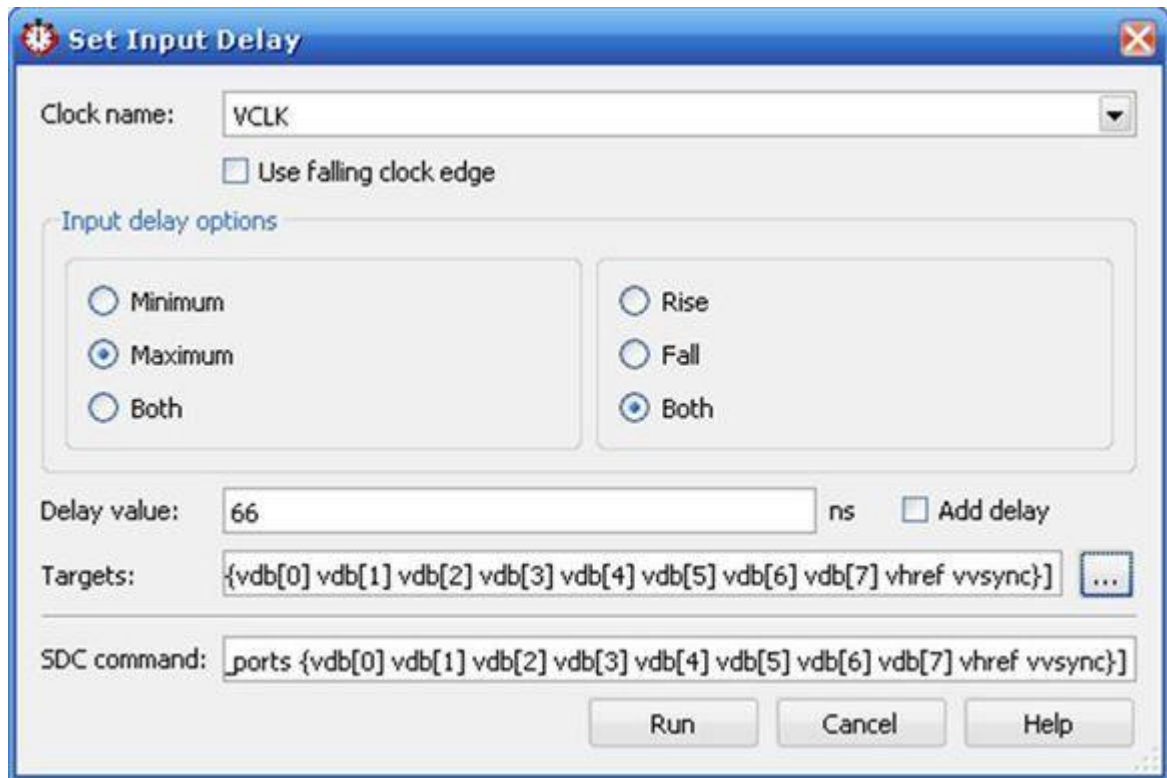 Set Input Delay
Clock name: VCLK
Use falling clock edge
Input delay options
Minimum Rise
Maximum Fall
Both Both
Delay value: 66 ns Add delay
Targets: {vdb[0] vdb[1] vdb[2] vdb[3] vdb[4] vdb[5] vdb[6] vdb[7] vhref vvsync}] ...
SDC command: _ports {vdb[0] vdb[1] vdb[2] vdb[3] vdb[4] vdb[5] vdb[6] vdb[7] vhref vvsync}]
Run Cancel Help